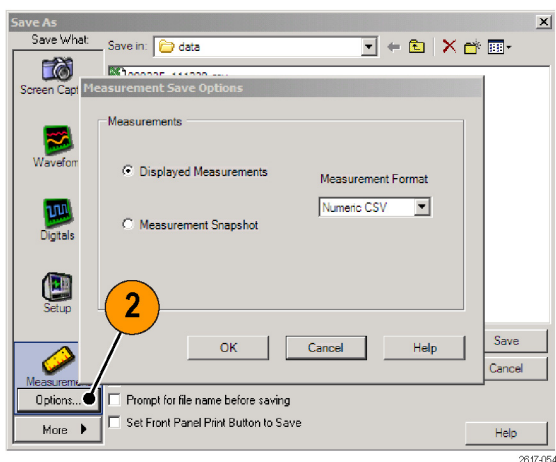 Save As
Save What:
Save in:
data
Screen Capt
Measurement Save Options
Measurements
Waveform
Displayed Measurements
Measurement Format
Numeric CSV
Measurement Snapshot
Digitals
Setup
2
OK
Cancel
Help
Save
Cancel
Measurem
Options...
Prompt for file name before saving
More
Set Front Panel Print Button to Save
Help
2617-054